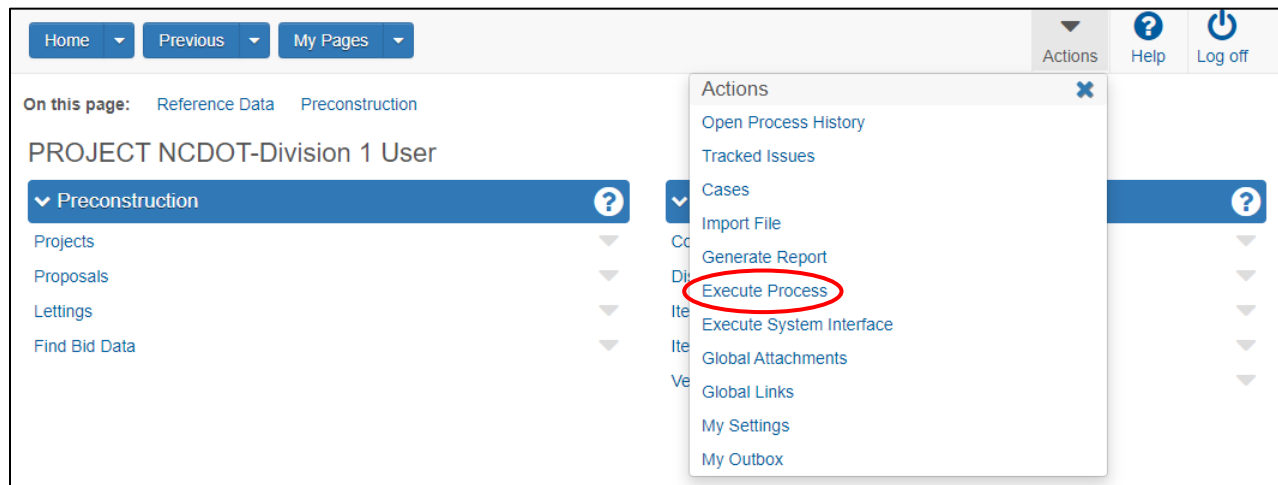 Home Previous My Pages Actions Help Log off
On this page: Reference Data Preconstruction
PROJECT NCDOT-Division 1 User
Preconstruction
Projects
Proposals
Lettings
Find Bid Data
Actions
Open Process History
Tracked Issues
Cases
Import File
Generate Report
Execute Process
Execute System Interface
Global Attachments
Global Links
My Settings
My Outbox